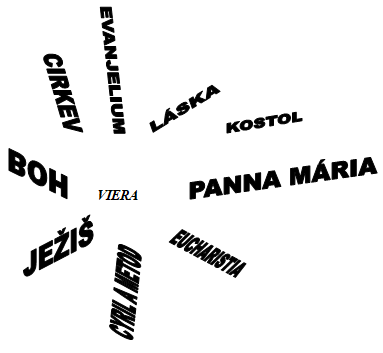 EVANJELIUM
CIRKEV
LÁSKA
KOSTOL
BOH
VIERA
PANNA MÁRIA
JEŽIŠ
EUCHARISTIA
CYRIL A METOD